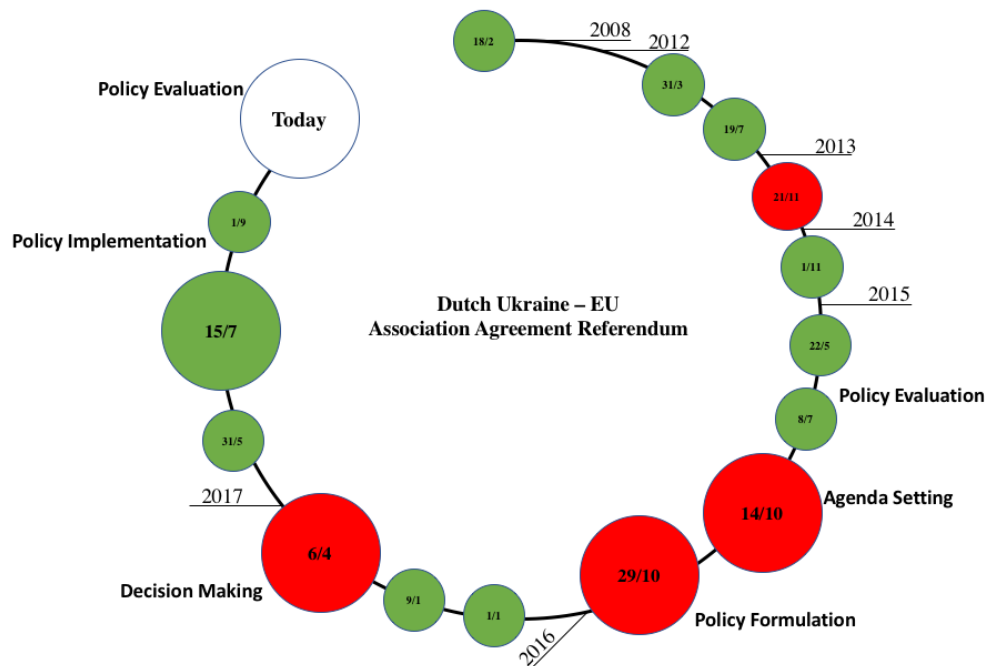 18/2
2008
2012
31/3
19/7
2013
21/11
2014
1/11
2015
22/5
Policy Evaluation
8/7
Agenda Setting
14/10
29/10
Policy Formulation
2016
1/1
9/1
6/4
Decision Making
2017
31/5
15/7
Policy Implementation
1/9
Policy Evaluation
Today
Dutch Ukraine – EU
Association Agreement Referendum